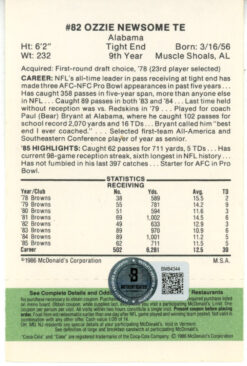 #82 OZZIE NEWSOME TE
Alabama
Ht: 6'2" Tight End Born: 3/16/56
Wt: 232 9th Year Muscle Shoals, AL
Acquired: First-round draft choice, '78 (23rd player selected)
CAREER: NFL's all-time leader in pass receiving at tight end has
made three AFC-NFC Pro Bowl appearances in past five years...
Has caught 358 passes in five-year span, more than anyone else
in NFL... Caught 89 passes in both '83 and '84... Last time held
without reception was vs. Redskins in 79... Played for coach
Paul (Bear) Bryant at Alabama, where he caught 102 passes for
school record 2,070 yards and 16 TDs... Bryant called him "best
end I ever coached"... Selected first-team All-America and
Southeastern Conference player of year as senior.
'85 HIGHLIGHTS: Caught 62 passes for 711 yards, 5 TDs... Has
current 98-game reception streak, sixth longest in NFL history...
Has not fumbled in his last 397 catches... Starter for AFC in Pro
Bowl.
STATISTICS
RECEIVING
Year/Club No. Yds. Avg. TD
78 Browns 38 589 15.5 2
79 Browns 55 781 14.2 9
80 Browns 51 594 11.6 3
81 Browns 69 1,002 14.5 6
82 Browns 49 633 12.9 3
83 Browns 89 970 10.9 6
84 Browns 89 1,001 11.2 5
85 Browns 62 711 11.5 5
Career 502 6,281 12.5 39
©1986 McDonald's Corporation M.S.A.
See Complete Details and Restaurants